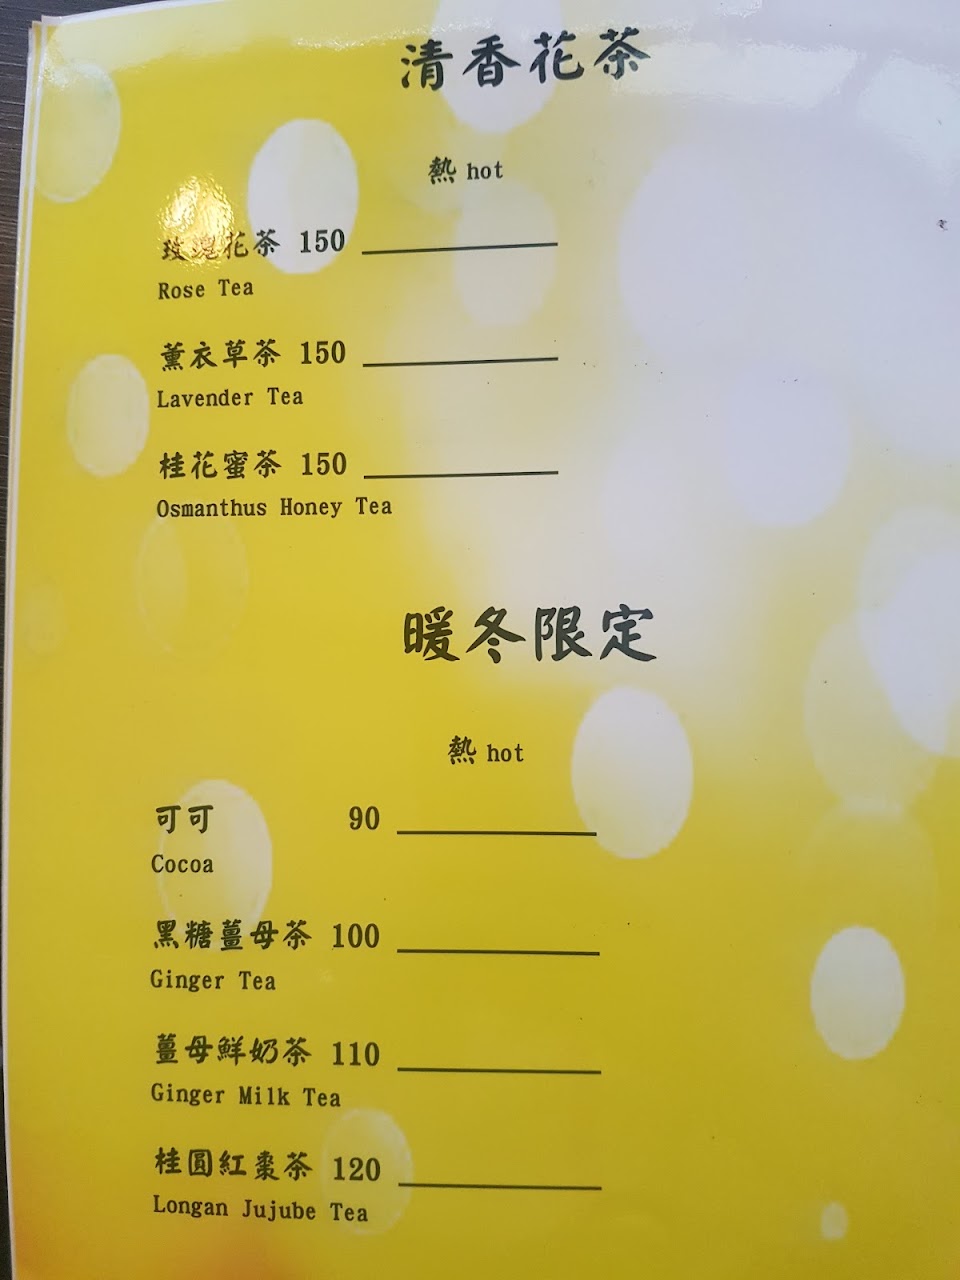 清香花茶
熱 hot
玫瑰花茶 150
Rose Tea
薰衣草茶 150
Lavender Tea
桂花蜜茶 150
Osmanthus Honey Tea
暖冬限定
熱 hot
可可 90
Cocoa
黑糖薑母茶 100
Ginger Tea
薑母鮮奶茶 110
Ginger Milk Tea
桂圓紅棗茶 120
Longan Jujube Tea